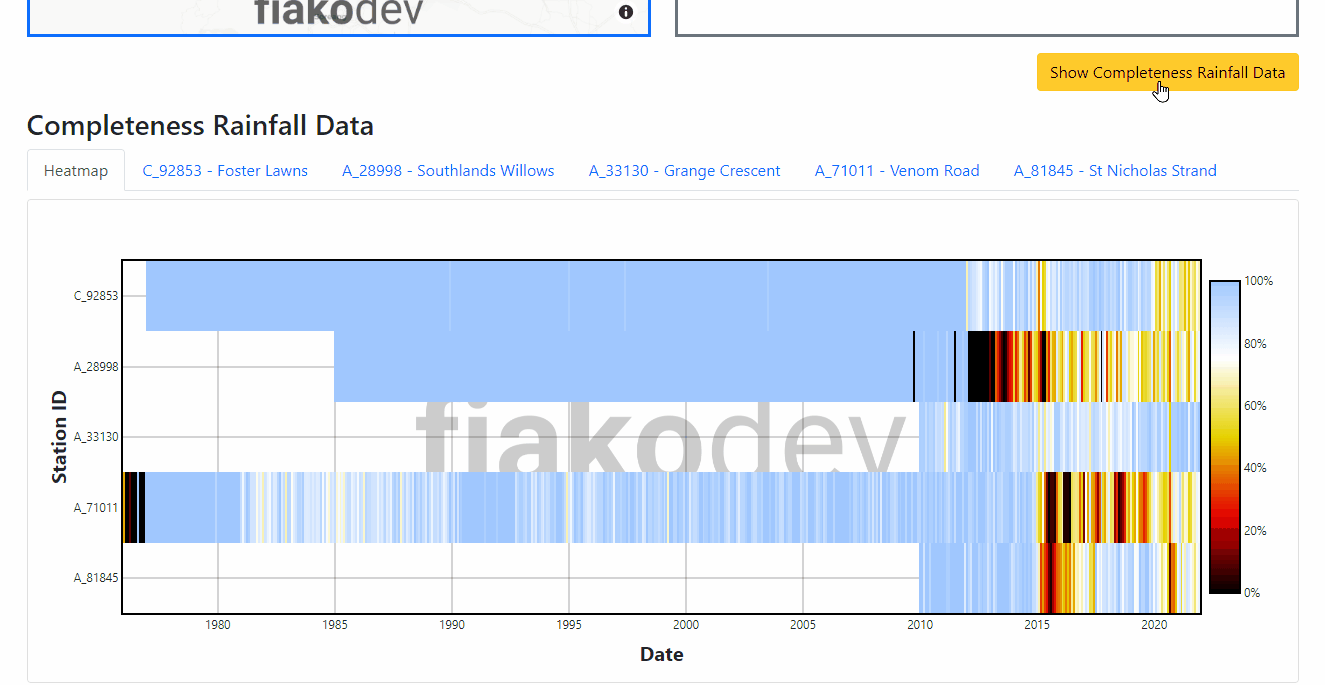 fiakodev
Show Completeness Rainfall Data
Completeness Rainfall Data
Heatmap
C_92853 - Foster Lawns
A_28998 - Southlands Willows
A_33130 - Grange Crescent
A_71011 - Venom Road
A_81845 - St Nicholas Strand
Station ID
C_92853
A_28998
A_33130
A_71011
A_81845
fiakodev
100%
80%
60%
40%
20%
0%
1980
1985
1990
1995
2000
2005
2010
2015
2020
Date